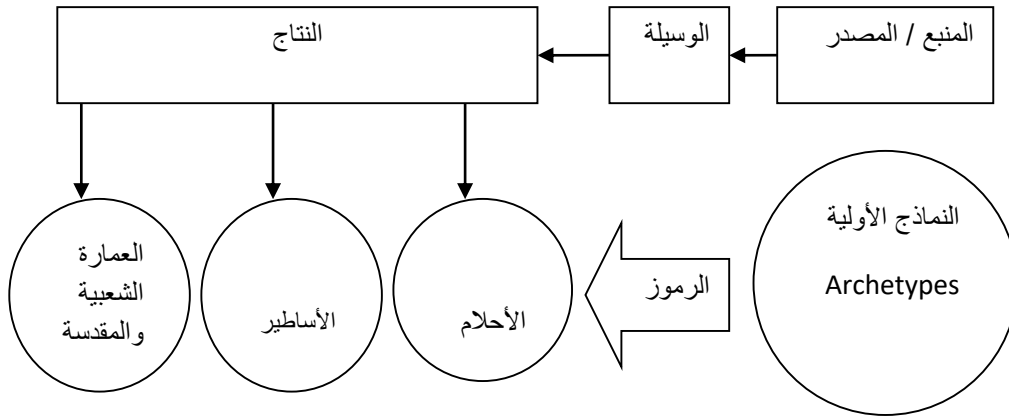 المنبع / المصدر
الوسيلة
النتاج
النماذج الأولية
Archetypes
الرموز
الأحلام
الأساطير
العمارة
الشعبية
والمقدسة